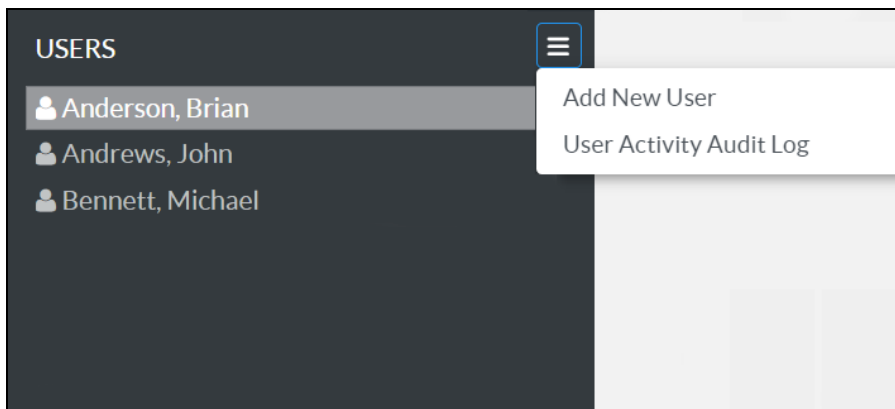 USERS
Anderson, Brian
Andrews, John
Bennett, Michael
Add New User
User Activity Audit Log